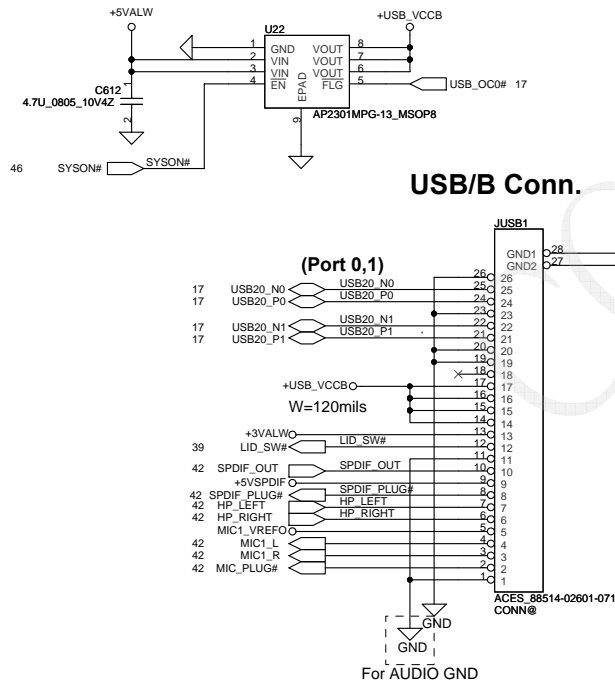 +5VALW
+USB_VCCB
U22
1 GND VOUT 8
2 VIN VOUT 7
3 VIN VOUT 6
4 EN FLG 5
USB_OC0# 17
EPAD
9
AP2301MPG-13_MSOP8
C612
4.7U_0805_10V4Z
1
2
46 SYSON# SYSON#
USB/B Conn.
JUSB1
GND1 28
GND2 27
(Port 0,1)
26 26
17 USB20_N0 USB20_N0 25 25
17 USB20_P0 USB20_P0 24 24
23 23
17 USB20_N1 USB20_N1 22 22
17 USB20_P1 USB20_P1 21 21
20 20
19 19
18 18
+USB_VCCB 17 17
W=120mils 16 16
15 15
14 14
+3VALW 13 13
39 LID_SW# LID_SW# 12 12
11 11
42 SPDIF_OUT SPDIF_OUT 10 10
+5VSPDIF 9 9
42 SPDIF_PLUG# SPDIF_PLUG# 8 8
42 HP_LEFT HP_LEFT 7 7
42 HP_RIGHT HP_RIGHT 6 6
MIC1_VREFO 5 5
42 MIC1_L 4 4
42 MIC1_R 3 3
42 MIC_PLUG# 2 2
1 1
ACES_88514-02601-071
CONN@
GND
GND
For AUDIO GND